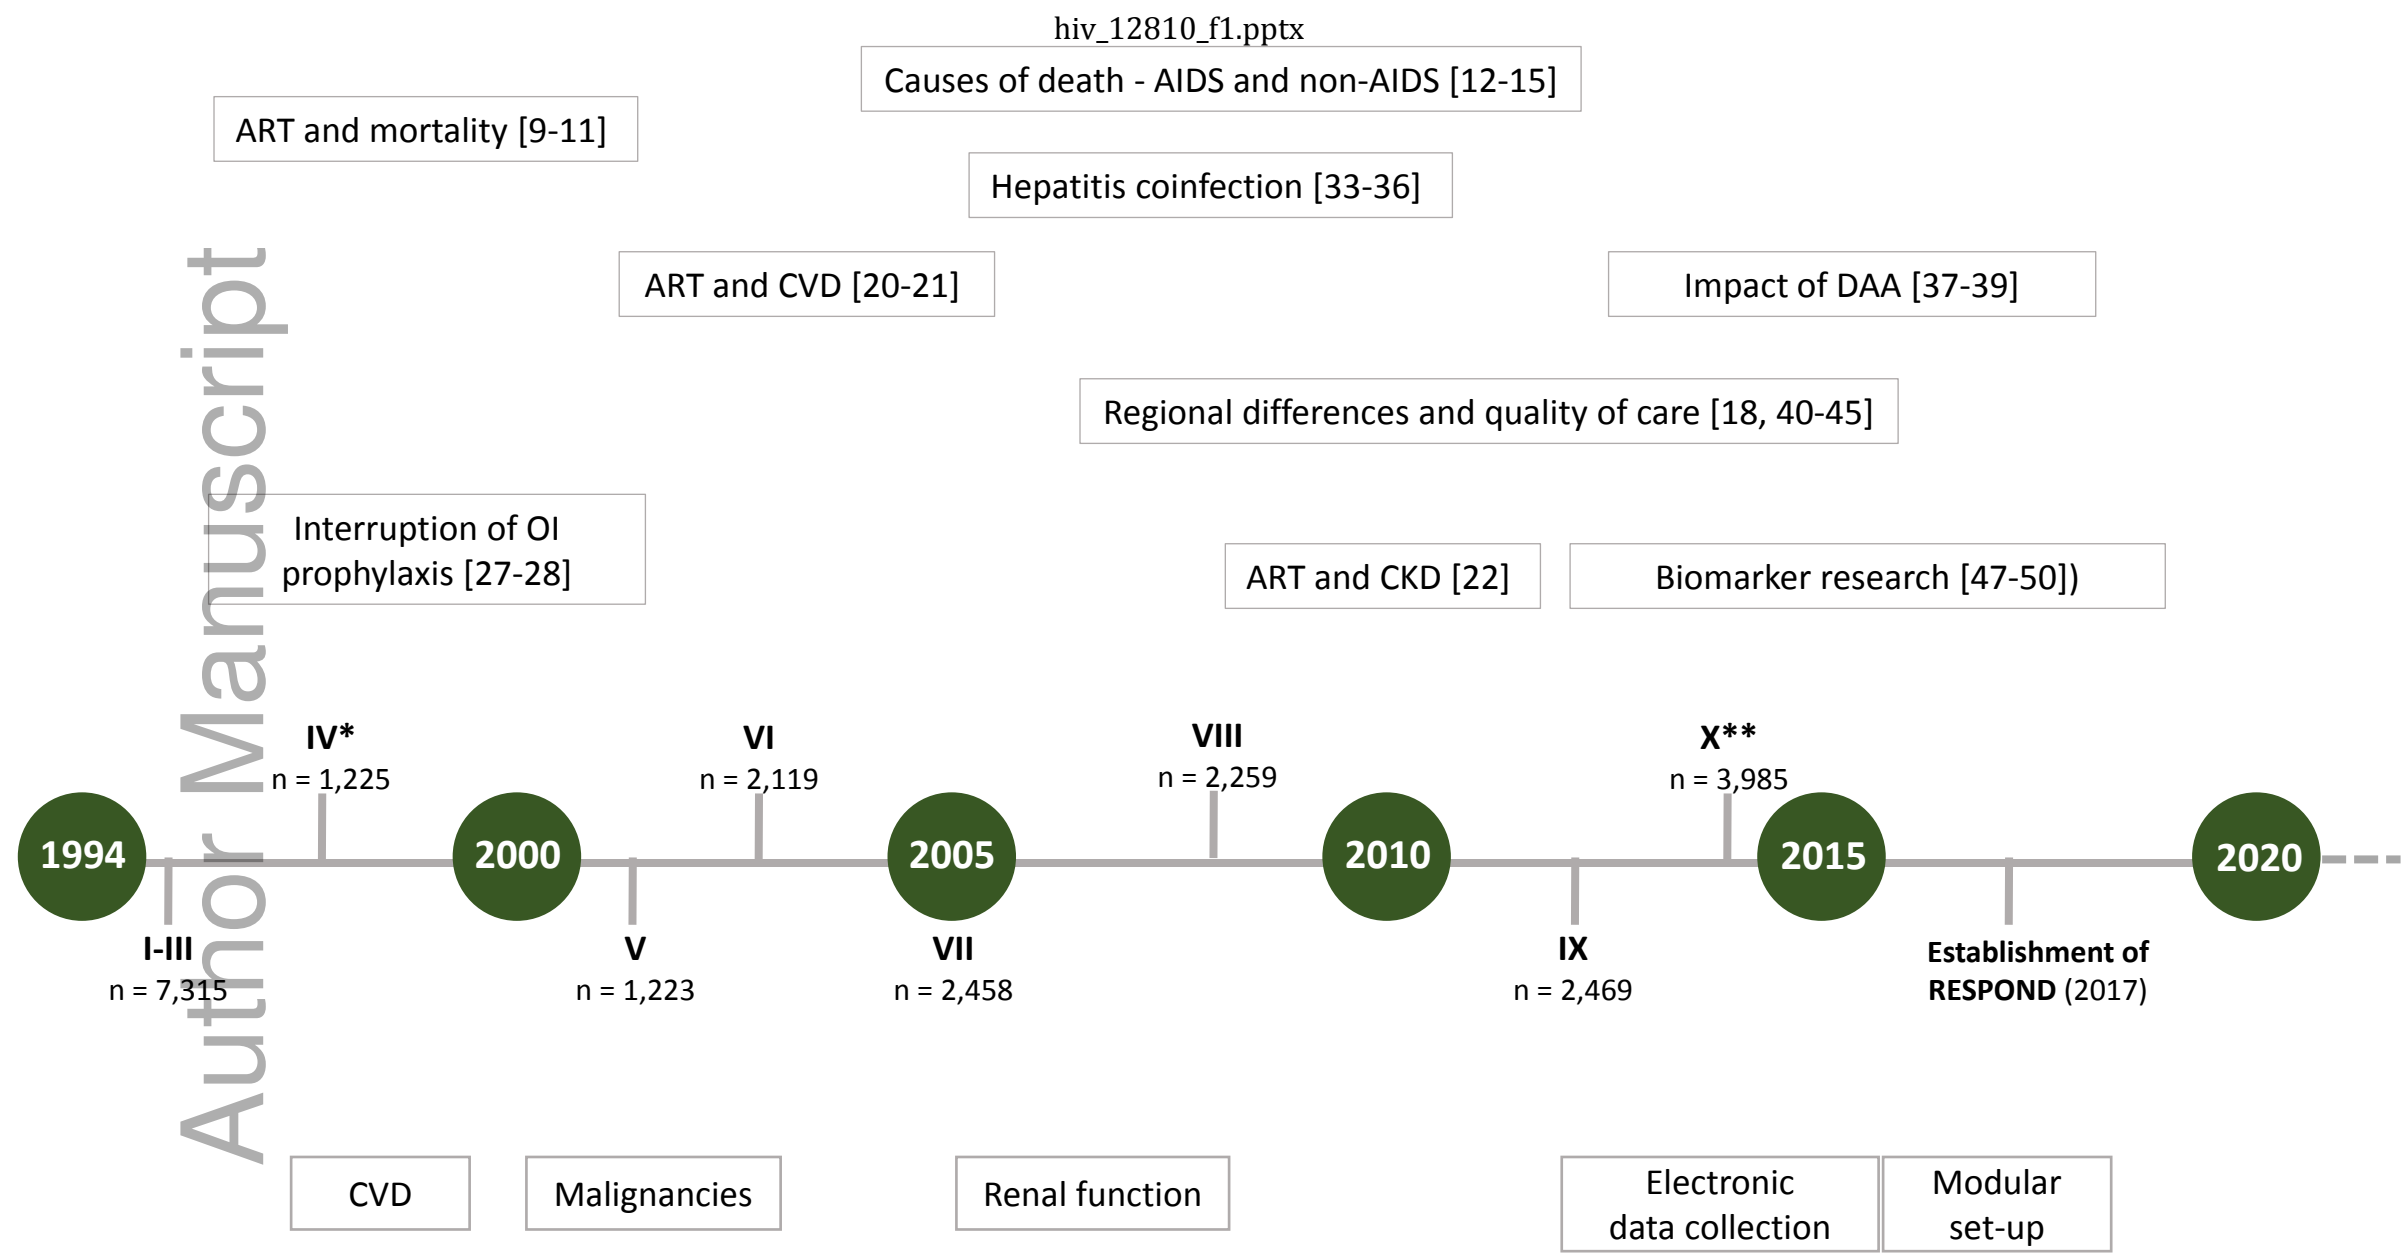 hiv_12810_f1.pptx
Causes of death - AIDS and non-AIDS [12-15]
ART and mortality [9-11]
Hepatitis coinfection [33-36]
ART and CVD [20-21]
Impact of DAA [37-39]
Regional differences and quality of care [18, 40-45]
Interruption of OI
prophylaxis [27-28]
ART and CKD [22]
Biomarker research [47-50])
Author Manuscript
IV*
n = 1,225
VI
n = 2,119
VIII
n = 2,259
X**
n = 3,985
1994
2000
2005
2010
2015
2020
I-III
n = 7,315
V
n = 1,223
VII
n = 2,458
IX
n = 2,469
Establishment of
RESPOND (2017)
CVD
Malignancies
Renal function
Electronic
data collection
Modular
set-up